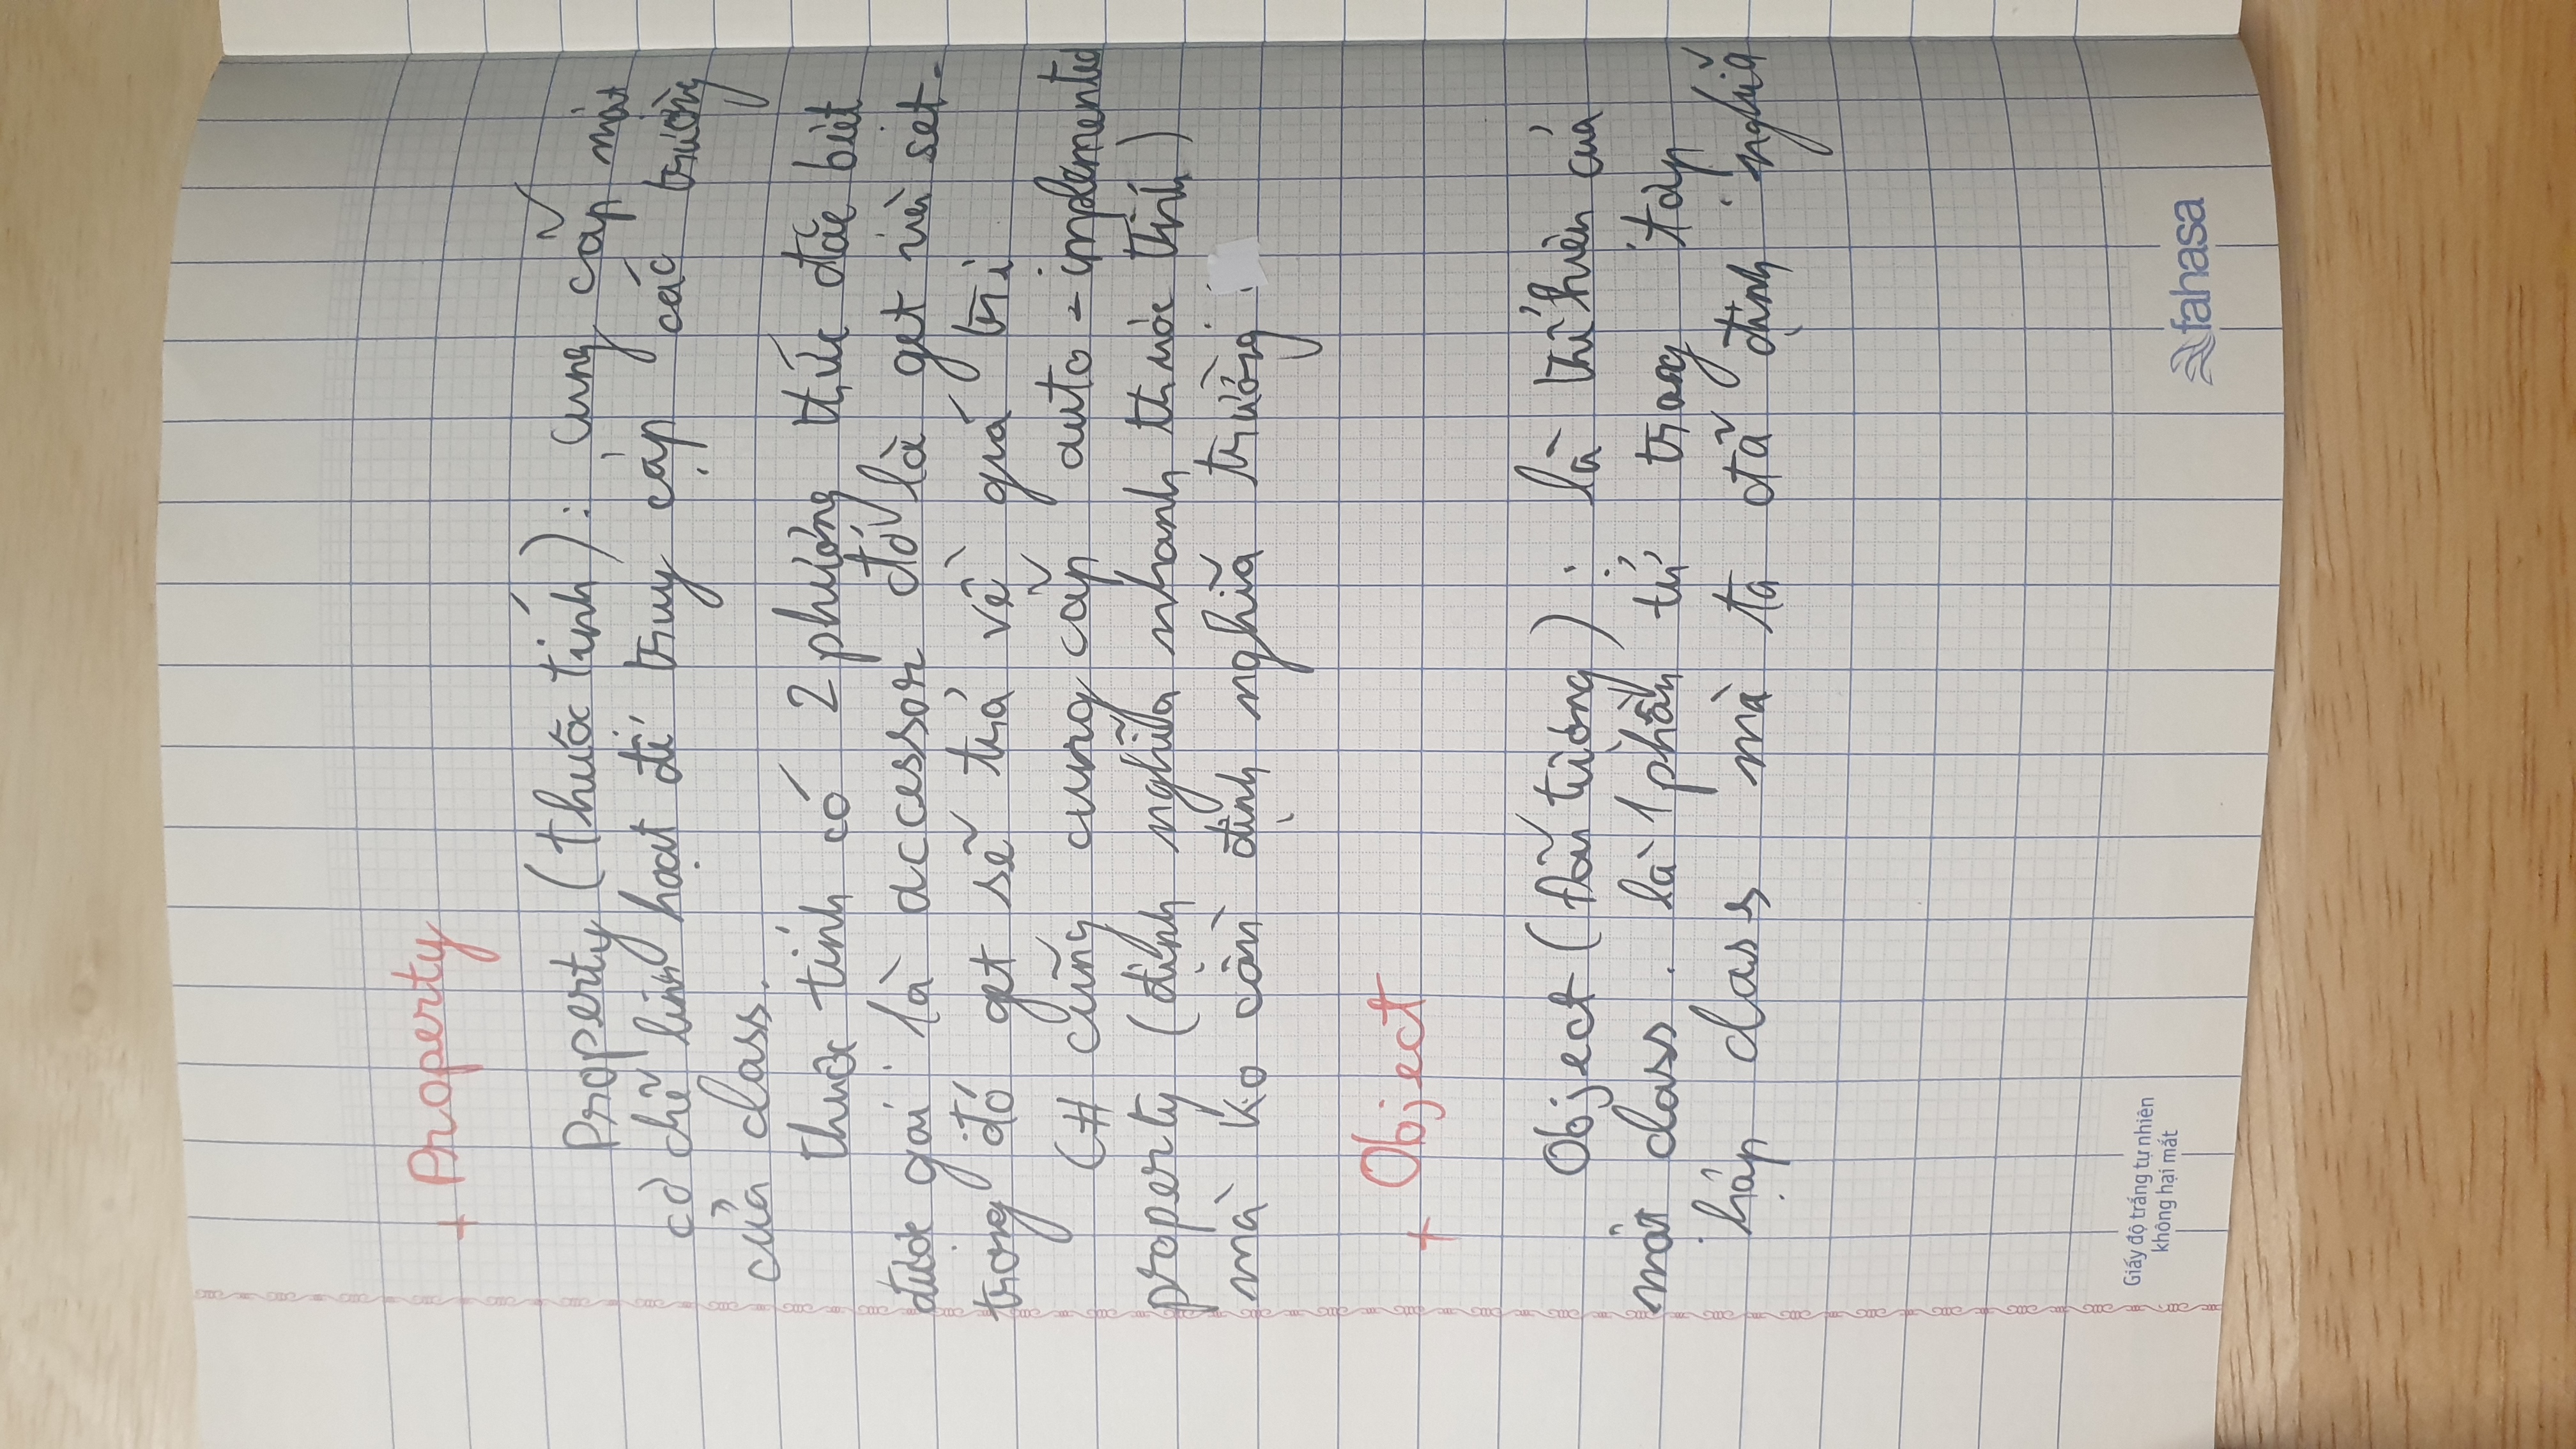 + Property
Property (thuộc tính): cung cấp một
cơ chế linh hoạt để truy cập các trường
của class.
thuộc tính có 2 phương thức đặc biệt
được gọi là accessor đó là get và set.
trong đó get sẽ trả về giá trị
C# cũng cung cấp auto-implemented
property (định nghĩa nhanh thuộc tính)
mà ko cần định nghĩa trường
+ Object
Object (Đối tượng): là thể hiện của
một class. là 1 phần tử trong tập
hợp class mà ta đã định nghĩa
Giấy độ trắng tự nhiên
không hại mắt
fahasa